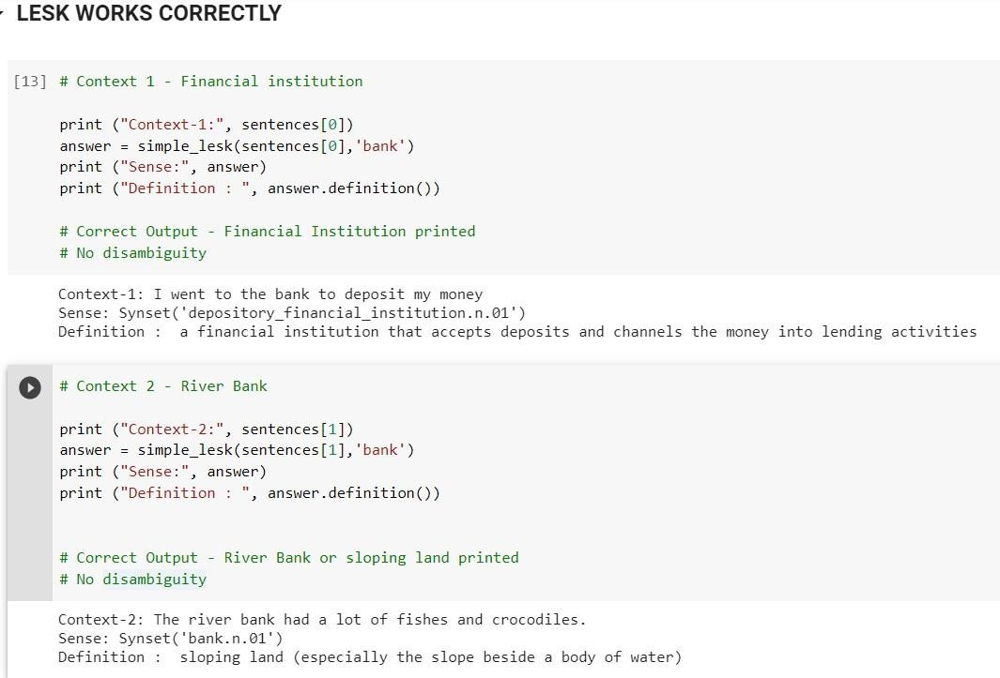 LESK WORKS CORRECTLY
[13] # Context 1 - Financial institution
print ("Context-1:", sentences[0])
answer = simple_lesk(sentences[0],'bank')
print ("Sense:", answer)
print ("Definition : ", answer.definition())
# Correct Output - Financial Institution printed
# No disambiguity
Context-1: I went to the bank to deposit my money
Sense: Synset('depository_financial_institution.n.01')
Definition :  a financial institution that accepts deposits and channels the money into lending activities
# Context 2 - River Bank
print ("Context-2:", sentences[1])
answer = simple_lesk(sentences[1],'bank')
print ("Sense:", answer)
print ("Definition : ", answer.definition())
# Correct Output - River Bank or sloping land printed
# No disambiguity
Context-2: The river bank had a lot of fishes and crocodiles.
Sense: Synset('bank.n.01')
Definition :  sloping land (especially the slope beside a body of water)